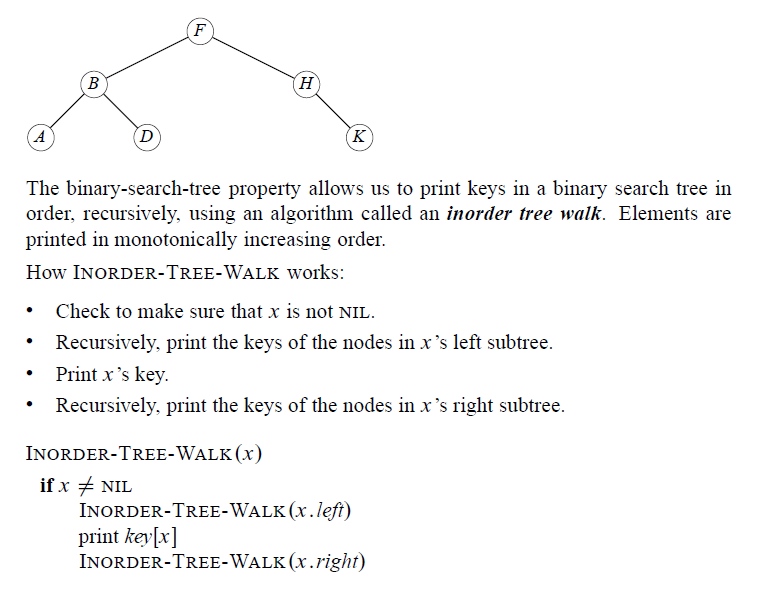 F
B H
A D K
The binary-search-tree property allows us to print keys in a binary search tree in
order, recursively, using an algorithm called an inorder tree walk. Elements are
printed in monotonically increasing order.
How INORDER-TREE-WALK works:
• Check to make sure that x is not NIL.
• Recursively, print the keys of the nodes in x’s left subtree.
• Print x’s key.
• Recursively, print the keys of the nodes in x’s right subtree.
INORDER-TREE-WALK(x)
if x ≠ NIL
INORDER-TREE-WALK(x.left)
print key[x]
INORDER-TREE-WALK(x.right)